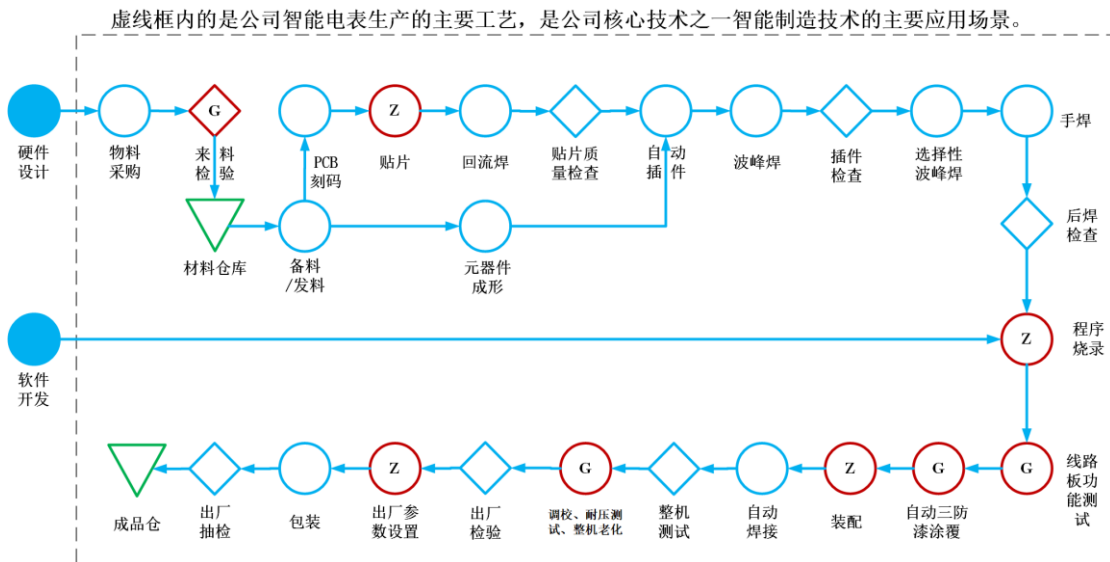 虚线框内的是公司智能电表生产的主要工艺，是公司核心技术之一智能制造技术的主要应用场景。
硬件
设计
物料
采购
G
来料
检验
材料仓库
备料
/发料
PCB
刻码
Z
贴片
回流焊
贴片质
量检查
自动
插件
波峰焊
插件
检查
选择性
波峰焊
手焊
元器件
成形
后焊
检查
软件
开发
Z
程序
烧录
G
线路
板功
能测
试
G
自动三防
漆涂覆
Z
装配
自动
焊接
整机
测试
G
调校、耐压测
试、整机老化
出厂
检验
Z
出厂参
数设置
包装
出厂
抽检
成品仓